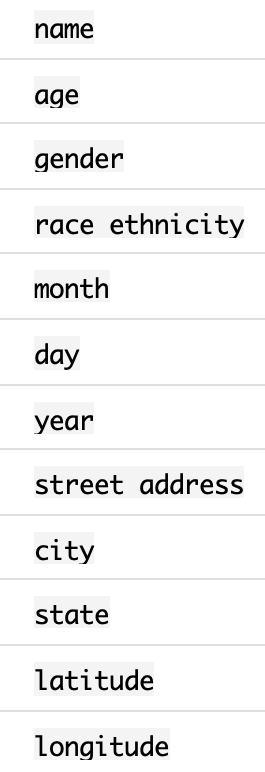 name
age
gender
race ethnicity
month
day
year
street address
city
state
latitude
longitude